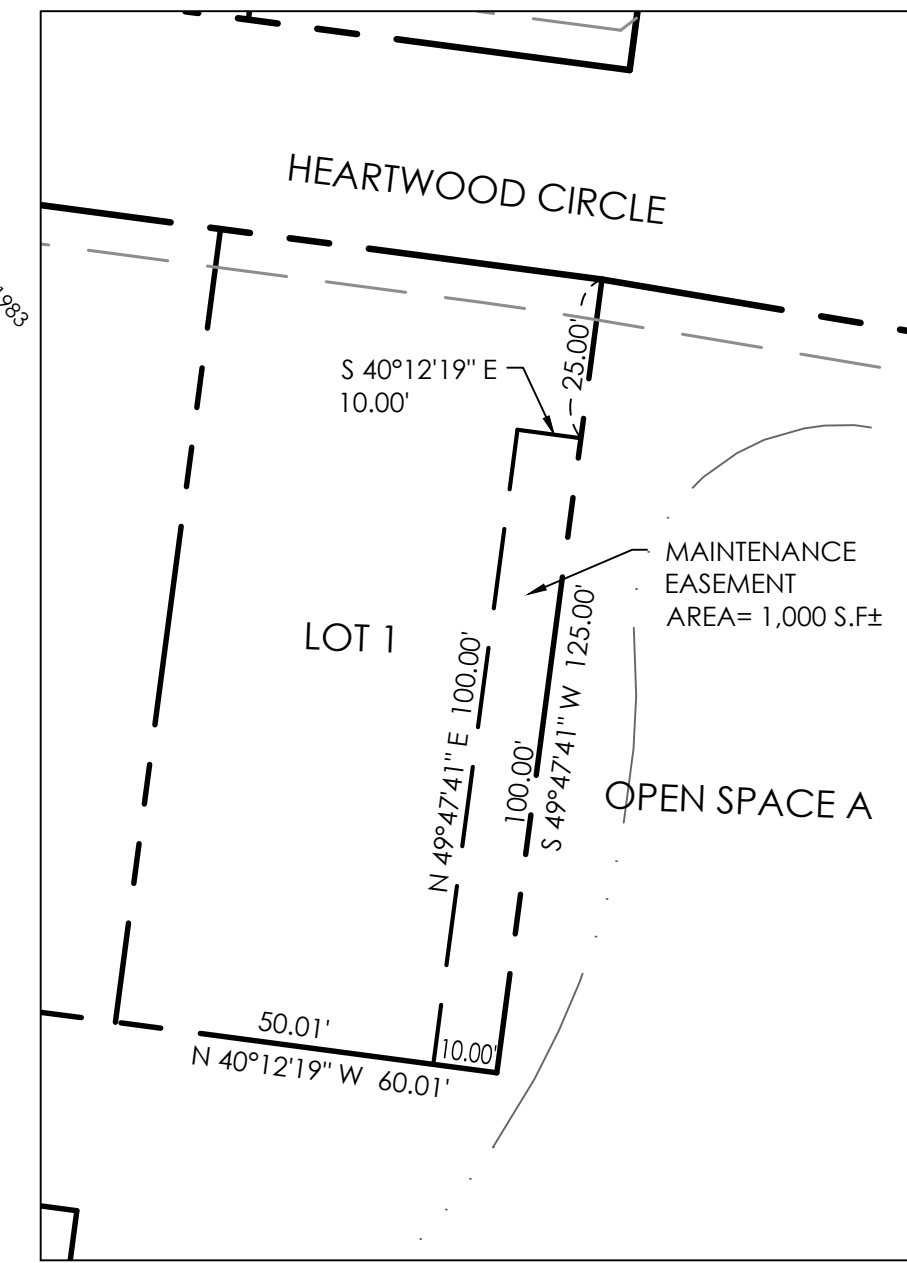 HEARTWOOD CIRCLE
1983
25.00'
S 40°12'19" E
10.00'
MAINTENANCE
EASEMENT
AREA= 1,000 S.F±
LOT 1
N 49°47'41" E 100.00'
100.00'
S 49°47'41" W 125.00'
OPEN SPACE A
50.01'
10.00'
N 40°12'19" W 60.01'